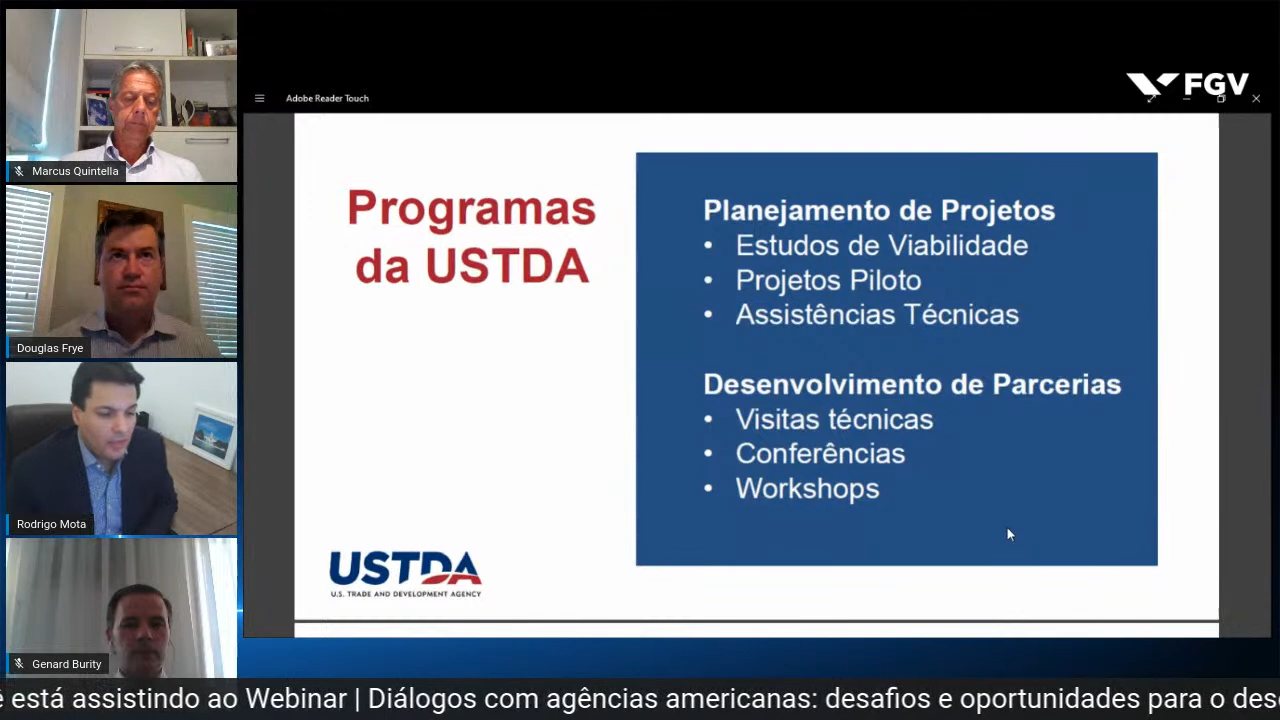 Marcus Quintella
Douglas Frye
Rodrigo Mota
Genard Burity
Adobe Reader Touch
FGV
Programas
da USTDA
Planejamento de Projetos
• Estudos de Viabilidade
• Projetos Piloto
• Assistências Técnicas
Desenvolvimento de Parcerias
• Visitas técnicas
• Conferências
• Workshops
USTDA
U.S. TRADE AND DEVELOPMENT AGENCY
ê está assistindo ao Webinar | Diálogos com agências americanas: desafios e oportunidades para o des